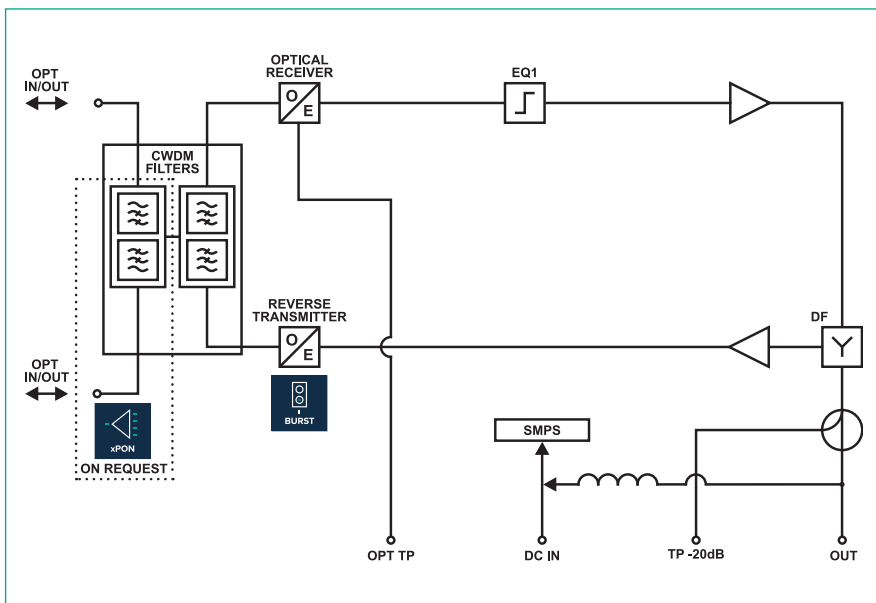 OPTICAL
RECEIVER
EQ1
OPT
IN/OUT
O
E
CWDM
FILTERS
REVERSE
TRANSMITTER
DF
O
E
OPT
IN/OUT
BURST
xPON
ON REQUEST
SMPS
OPT TP
DC IN
TP -20dB
OUT